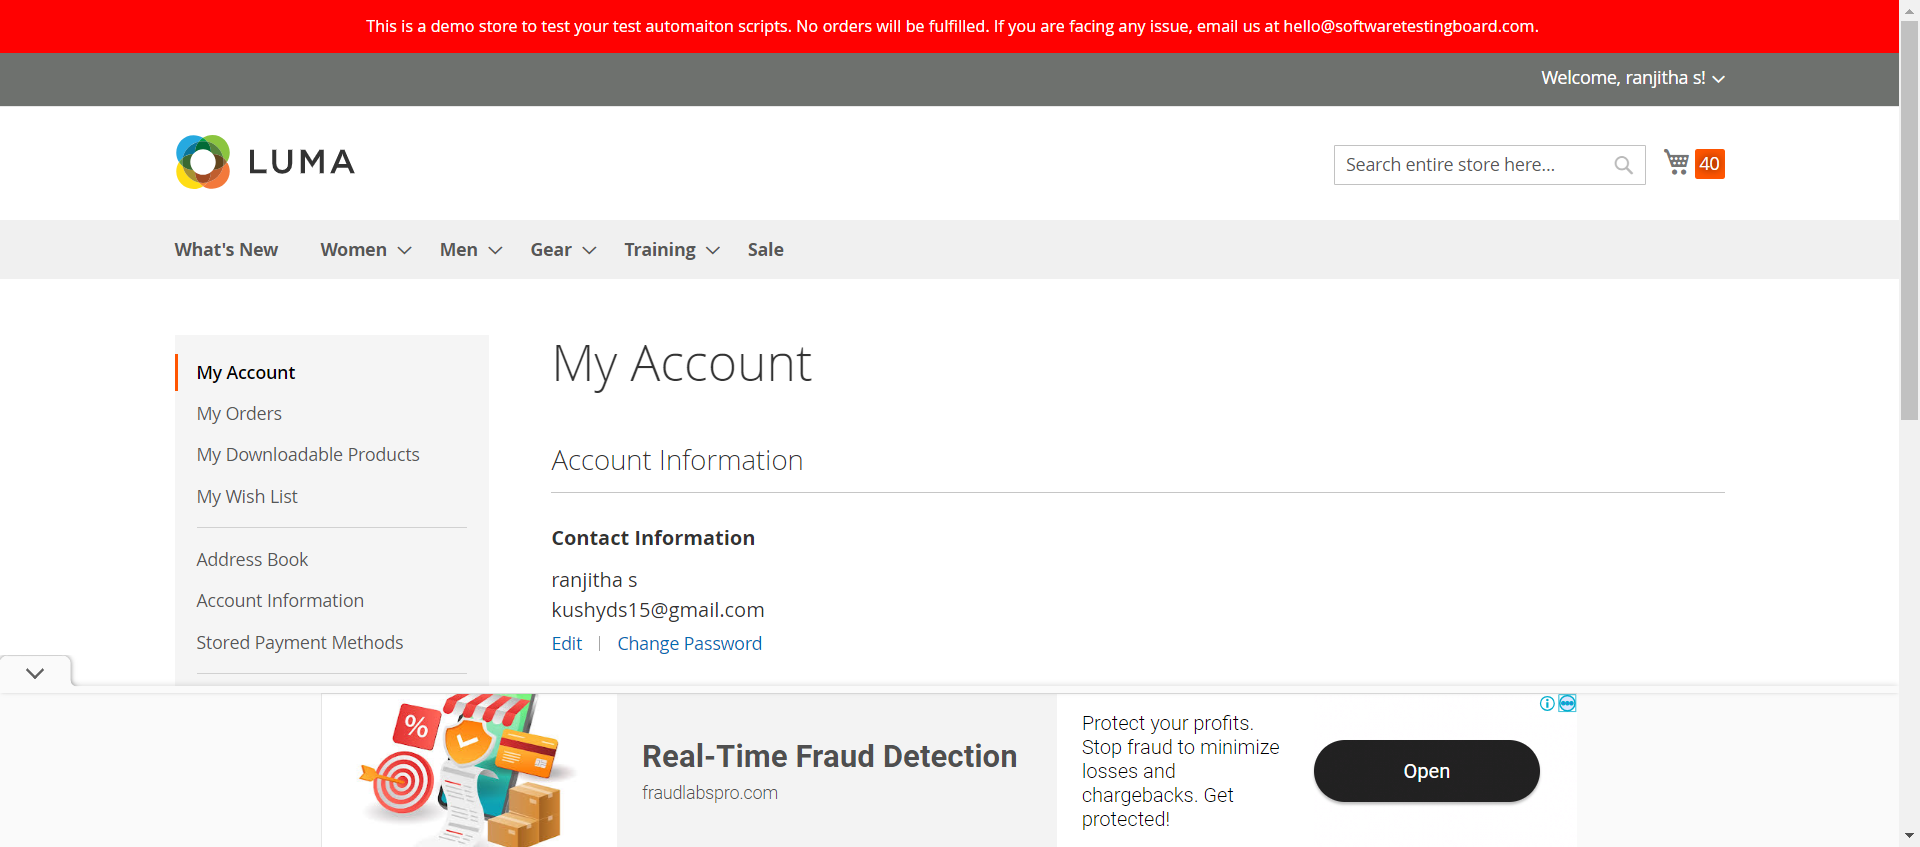 This is a demo store to test your test automaiton scripts. No orders will be fulfilled. If you are facing any issue, email us at hello@softwaretestingboard.com.
Welcome, ranjitha s!
LUMA
Search entire store here...
40
What's New
Women
Men
Gear
Training
Sale
My Account
My Orders
My Downloadable Products
My Wish List
Address Book
Account Information
Stored Payment Methods
My Account
Account Information
Contact Information
ranjitha s
kushyds15@gmail.com
Edit
Change Password
%
Real-Time Fraud Detection
fraudlabspro.com
Protect your profits.
Stop fraud to minimize
losses and
chargebacks. Get
protected!
Open